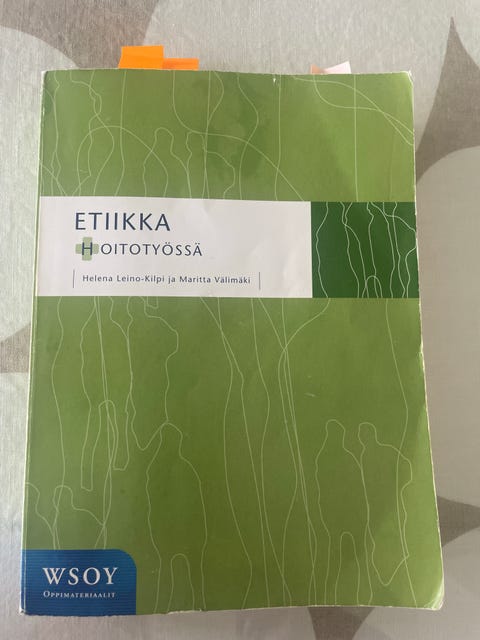 ETIIKKA
HOITOTYÖSSÄ
Helena Leino-Kilpi ja Maritta Välimäki
WSOY
OPPIMATERIAALIT